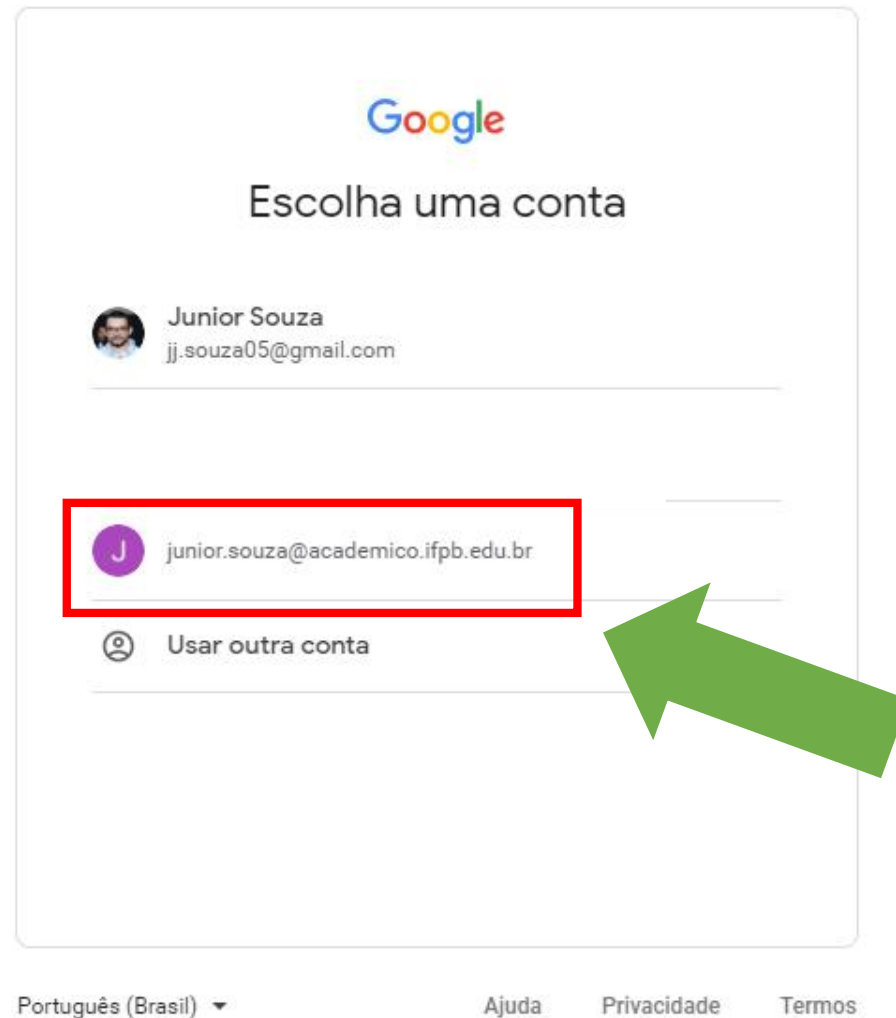 Google
Escolha uma conta
Junior Souza
jj.souza05@gmail.com
J
junior.souza@academico.ifpb.edu.br
Usar outra conta
Português (Brasil)
Ajuda Privacidade Termos